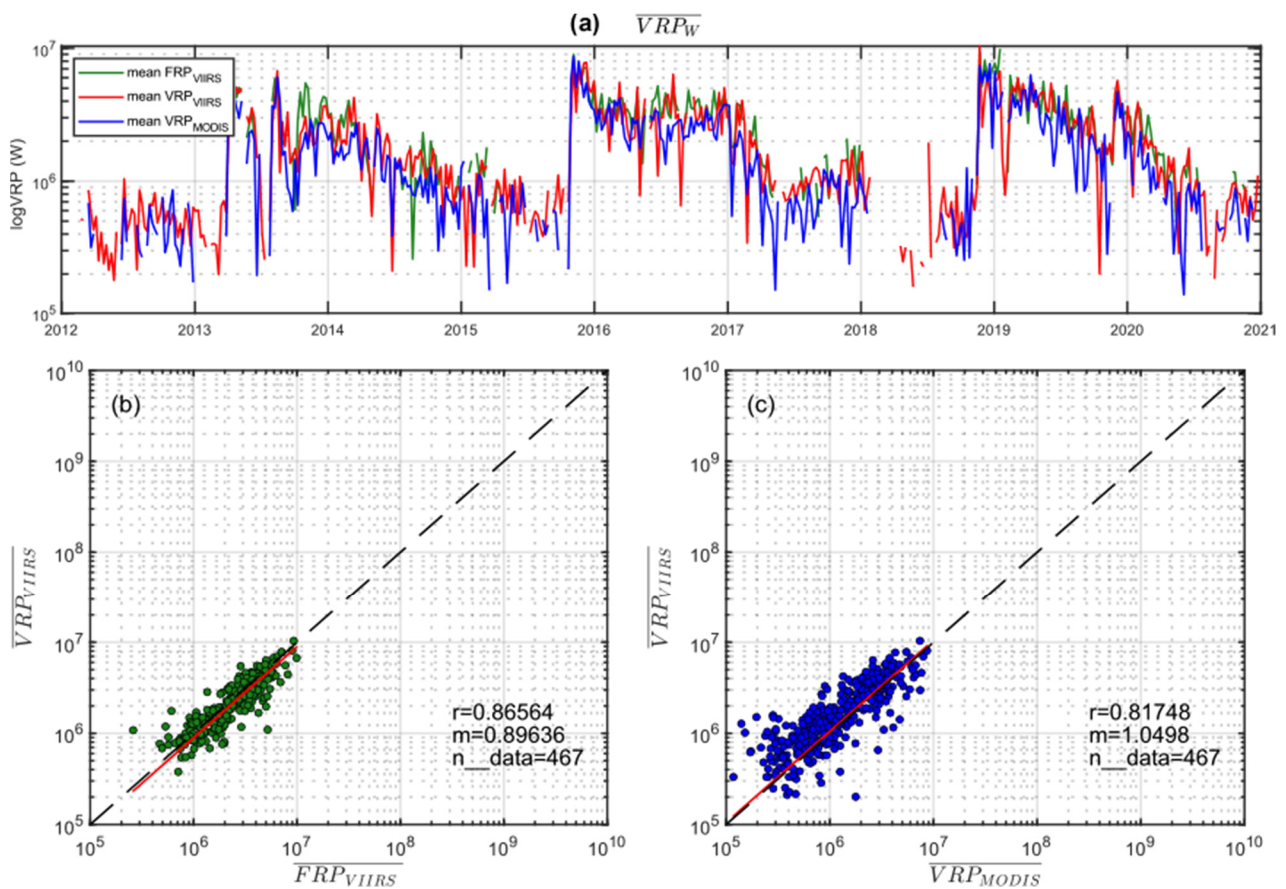 (a) VRP_W
10^7
10^6
10^5
logVRP (W)
mean FRP_VIIRS
mean VRP_VIIRS
mean VRP_MODIS
2012 2013 2014 2015 2016 2017 2018 2019 2020 2021
(b)
10^10
10^9
10^8
10^7
10^6
10^5
VRP_VIIRS
r=0.86564
m=0.89636
n__data=467
10^5 10^6 10^7 10^8 10^9 10^10
FRP_VIIRS
(c)
10^10
10^9
10^8
10^7
10^6
10^5
VRP_VIIRS
r=0.81748
m=1.0498
n__data=467
10^5 10^6 10^7 10^8 10^9 10^10
VRP_MODIS